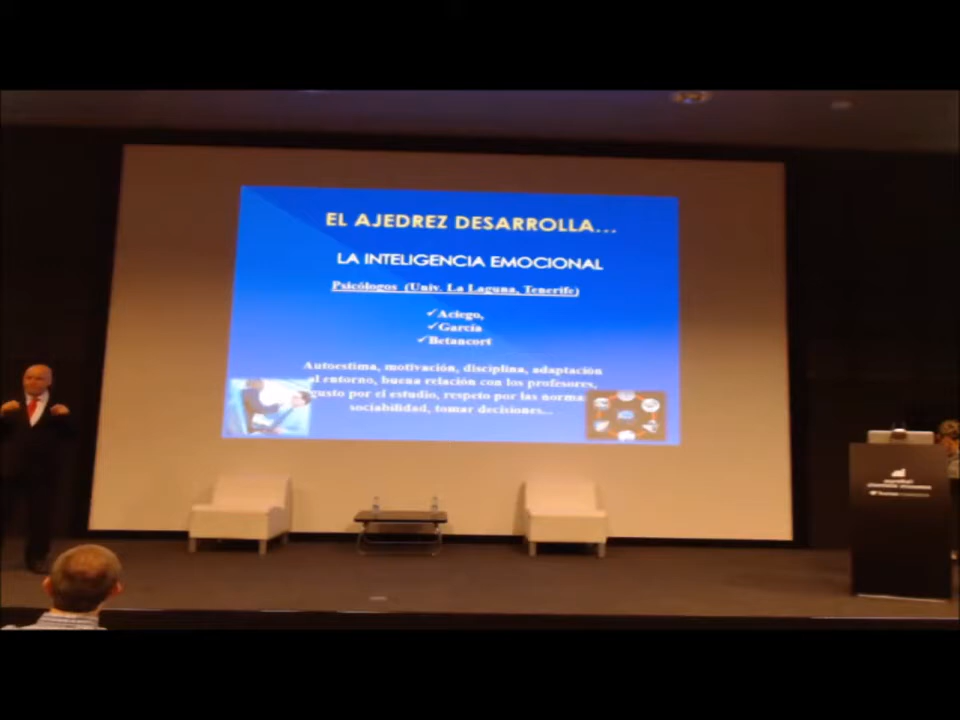 EL AJEDREZ DESARROLLA...
LA INTELIGENCIA EMOCIONAL
Psicólogos (Univ. La Laguna, Tenerife)
✓Aciego,
✓García
✓Betancort
Autoestima, motivación, disciplina, adaptación
al entorno, buena relación con los profesores,
gusto por el estudio, respeto por las normas
sociabilidad, tomar decisiones...